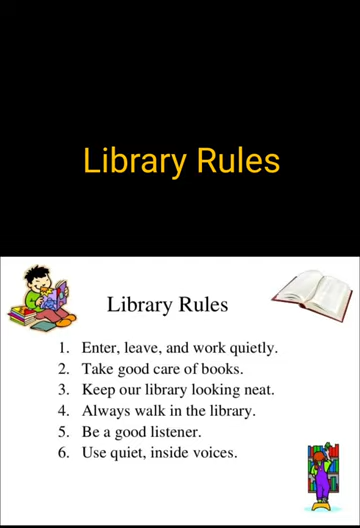 Library Rules
Library Rules
1. Enter, leave, and work quietly.
2. Take good care of books.
3. Keep our library looking neat.
4. Always walk in the library.
5. Be a good listener.
6. Use quiet, inside voices.